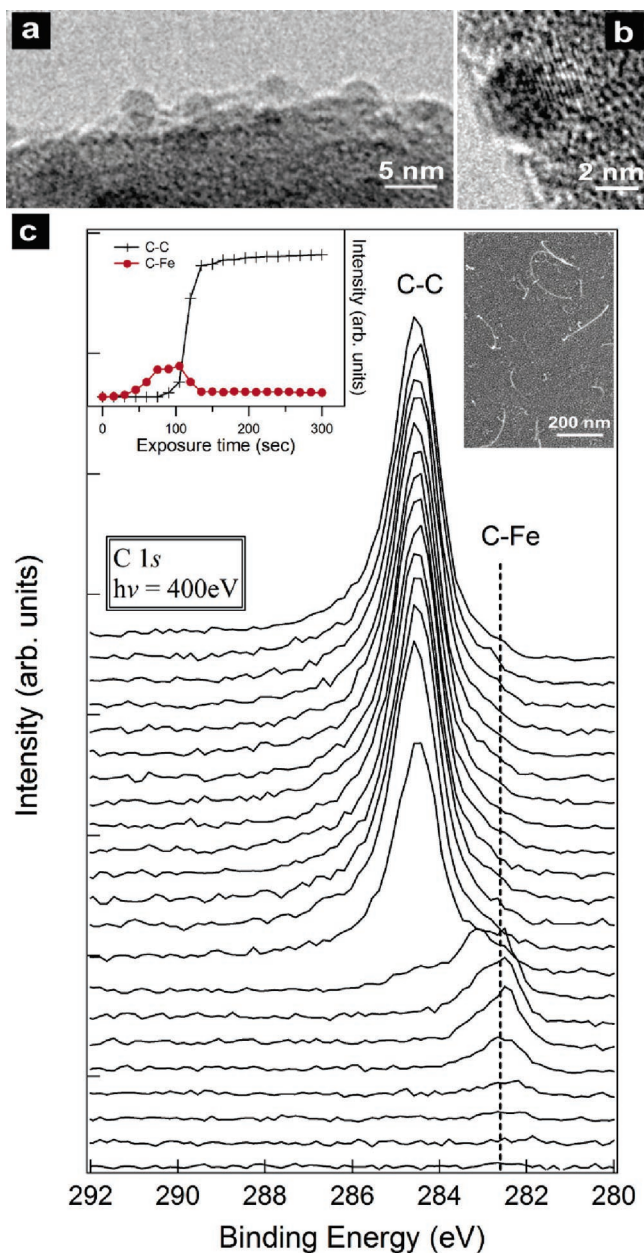 a
b
5 nm
2 nm
c
C-C
C-Fe
Intensity (arb. units)
0
100
200
300
Exposure time (sec)
C-C
200 nm
C-Fe
C 1s
hν = 400eV
Intensity (arb. units)
292
290
288
286
284
282
280
Binding Energy (eV)